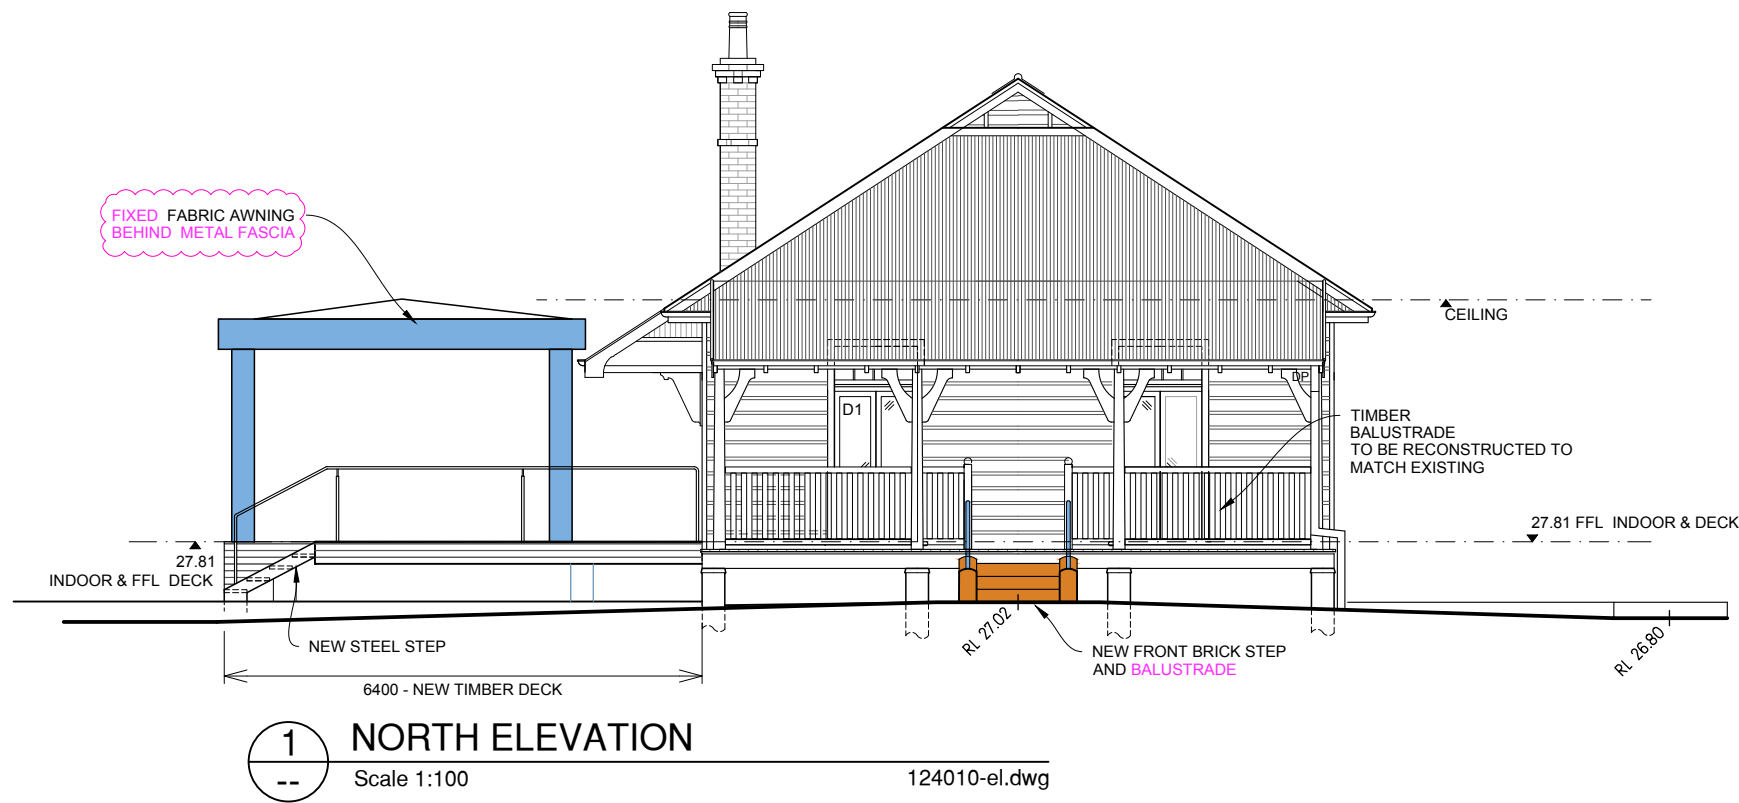 FIXED FABRIC AWNING
BEHIND METAL FASCIA
CEILING
DP
D1
TIMBER
BALUSTRADE
TO BE RECONSTRUCTED TO
MATCH EXISTING
27.81 FFL INDOOR & DECK
27.81
INDOOR & FFL DECK
NEW STEEL STEP
RL 27.02
NEW FRONT BRICK STEP
AND BALUSTRADE
RL 26.80
6400 - NEW TIMBER DECK
1
--
NORTH ELEVATION
Scale 1:100
124010-el.dwg